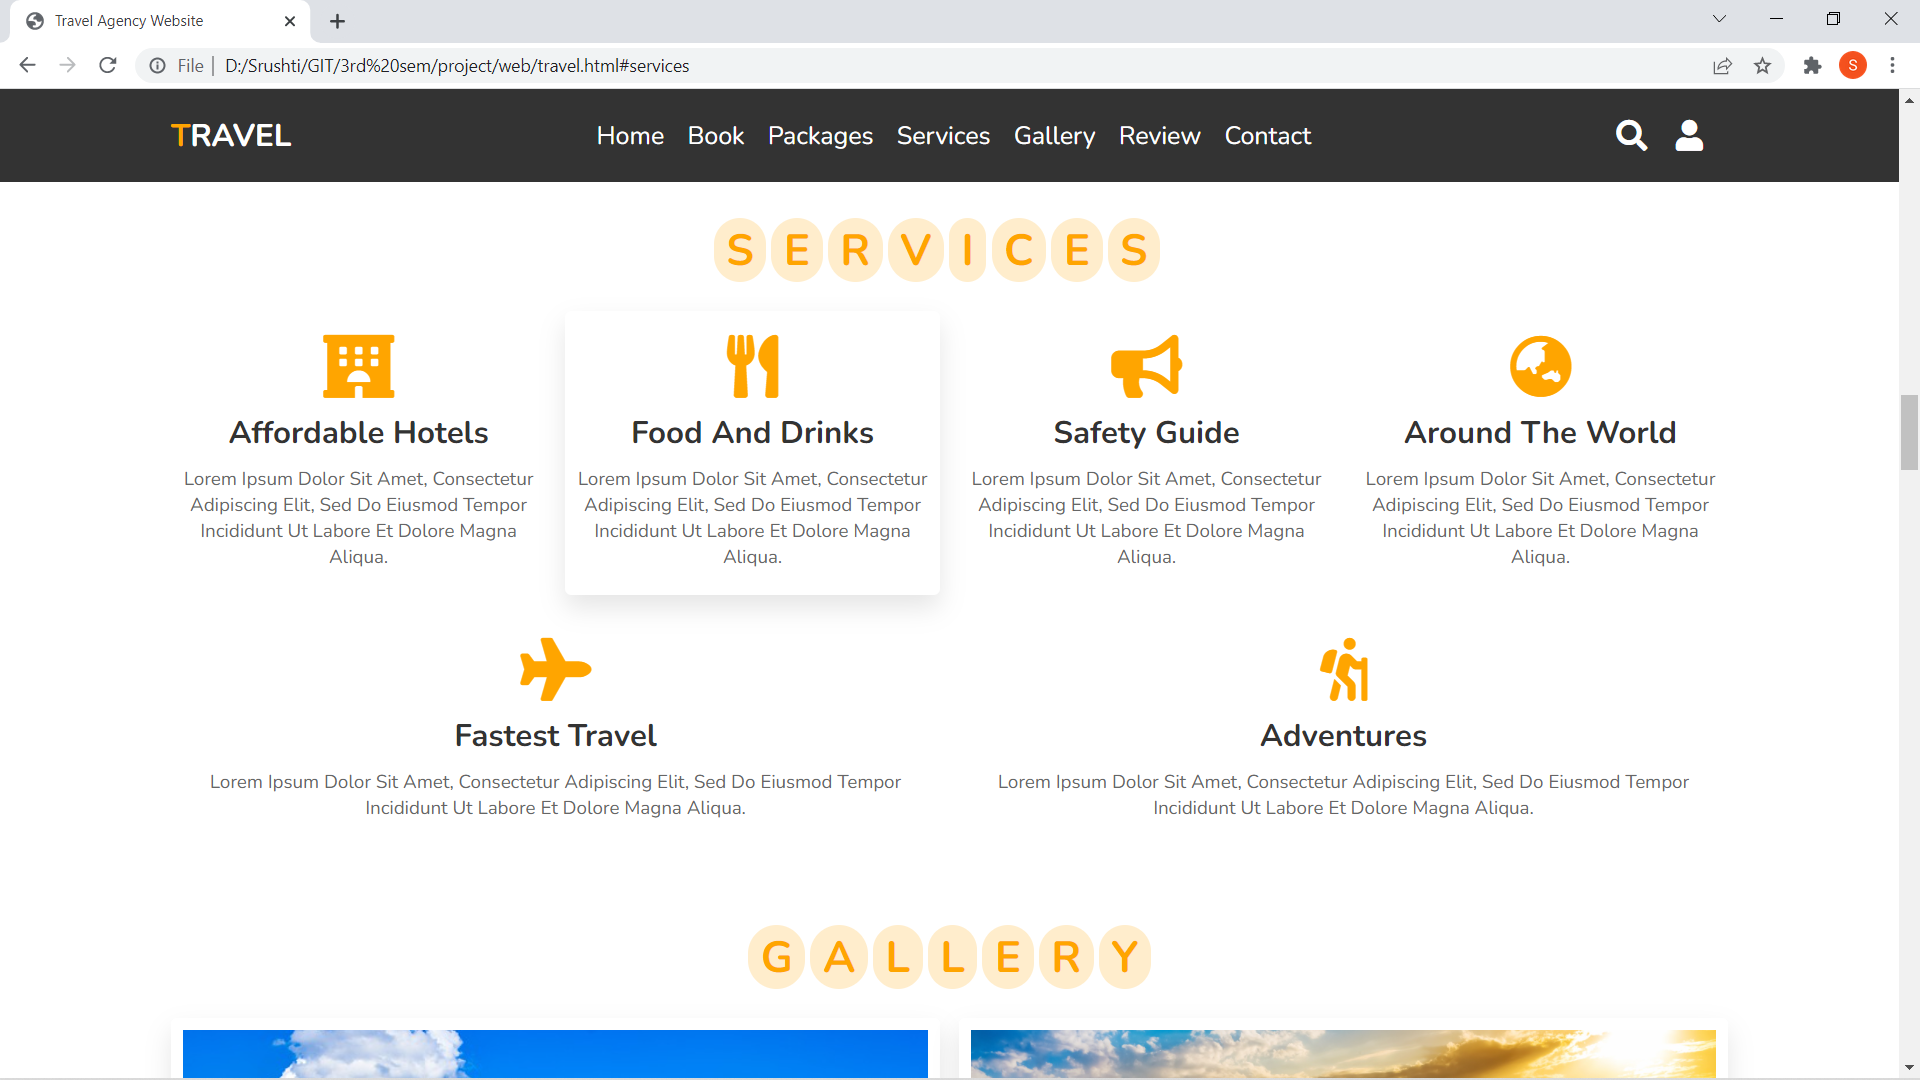 Travel Agency Website
File | D:/Srushti/GIT/3rd%20sem/project/web/travel.html#services
S
TRAVEL
Home Book Packages Services Gallery Review Contact
SERVICES
Affordable Hotels
Lorem Ipsum Dolor Sit Amet, Consectetur
Adipiscing Elit, Sed Do Eiusmod Tempor
Incididunt Ut Labore Et Dolore Magna
Aliqua.
Food And Drinks
Lorem Ipsum Dolor Sit Amet, Consectetur
Adipiscing Elit, Sed Do Eiusmod Tempor
Incididunt Ut Labore Et Dolore Magna
Aliqua.
Safety Guide
Lorem Ipsum Dolor Sit Amet, Consectetur
Adipiscing Elit, Sed Do Eiusmod Tempor
Incididunt Ut Labore Et Dolore Magna
Aliqua.
Around The World
Lorem Ipsum Dolor Sit Amet, Consectetur
Adipiscing Elit, Sed Do Eiusmod Tempor
Incididunt Ut Labore Et Dolore Magna
Aliqua.
Fastest Travel
Lorem Ipsum Dolor Sit Amet, Consectetur Adipiscing Elit, Sed Do Eiusmod Tempor
Incididunt Ut Labore Et Dolore Magna Aliqua.
Adventures
Lorem Ipsum Dolor Sit Amet, Consectetur Adipiscing Elit, Sed Do Eiusmod Tempor
Incididunt Ut Labore Et Dolore Magna Aliqua.
GALLERY